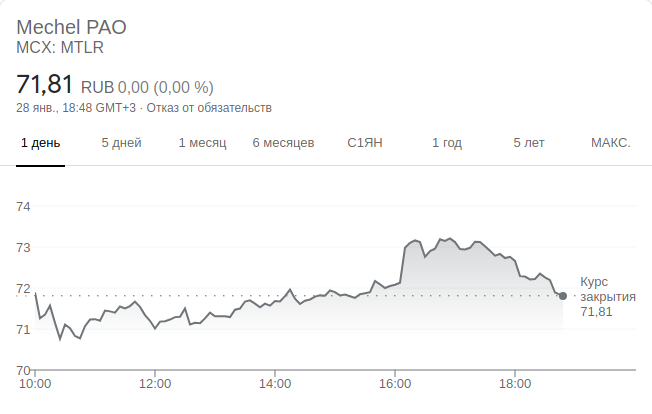 Mechel PAO
MCX: MTLR
71,81 RUB 0,00 (0,00 %)
28 янв., 18:48 GMT+3 · Отказ от обязательств
1 день 5 дней 1 месяц 6 месяцев С1ЯН 1 год 5 лет МАКС.
74
73
72
71
70
Курс
закрытия
71,81
10:00 12:00 14:00 16:00 18:00